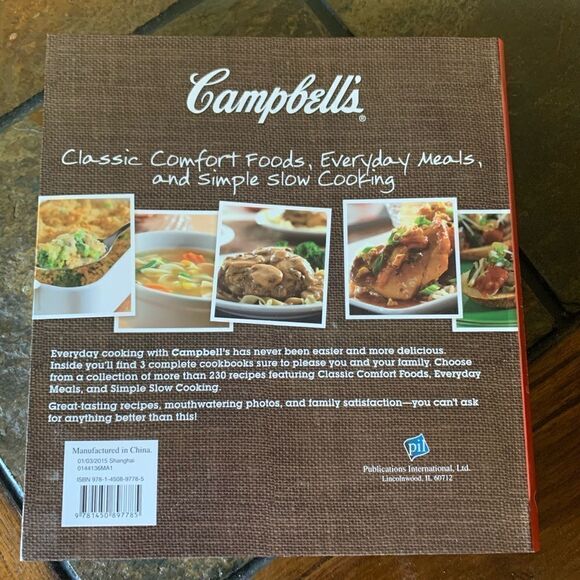 Campbell's®
Classic Comfort Foods, Everyday Meals,
and Simple Slow Cooking
Everyday cooking with Campbell's has never been easier and more delicious.
Inside you'll find 3 complete cookbooks sure to please you and your family. Choose
from a collection of more than 230 recipes featuring Classic Comfort Foods, Everyday
Meals, and Simple Slow Cooking.
Great-tasting recipes, mouthwatering photos, and family satisfaction—you can't ask
for anything better than this!
Manufactured in China.
01/03/2015 Shanghai
0144136MA1
ISBN 978-1-4508-9778-5
9 781450 897785
pil
Publications International, Ltd.
Lincolnwood, IL 60712